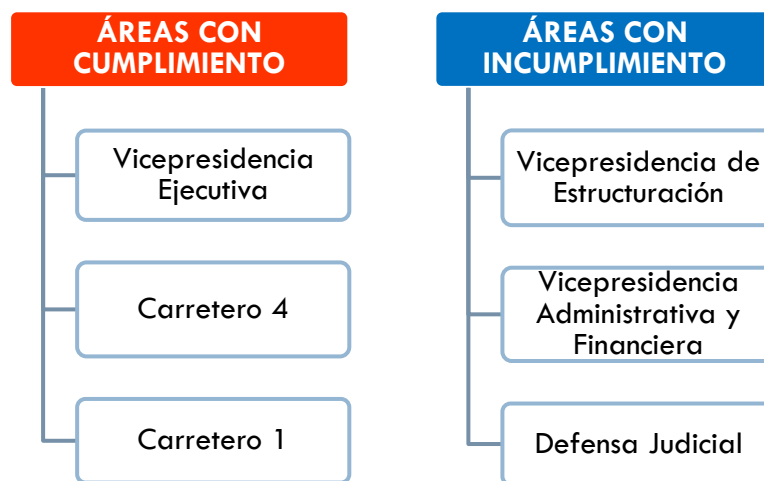 ÁREAS CON
CUMPLIMIENTO
Vicepresidencia
Ejecutiva
Carretero 4
Carretero 1
ÁREAS CON
INCUMPLIMIENTO
Vicepresidencia de
Estructuración
Vicepresidencia
Administrativa y
Financiera
Defensa Judicial